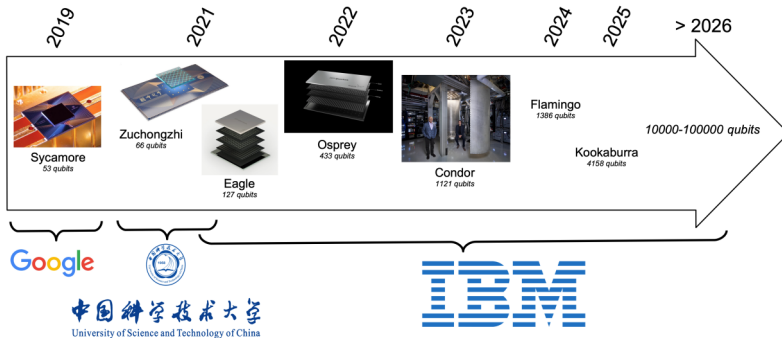 2019
2021
2022
2023
2024
2025
> 2026
Sycamore
53 qubits
Zuchongzhi
66 qubits
Eagle
127 qubits
Osprey
433 qubits
Condor
1121 qubits
Flamingo
1386 qubits
Kookaburra
4158 qubits
10000-100000 qubits
Google
中国科学技术大学
University of Science and Technology of China
IBM